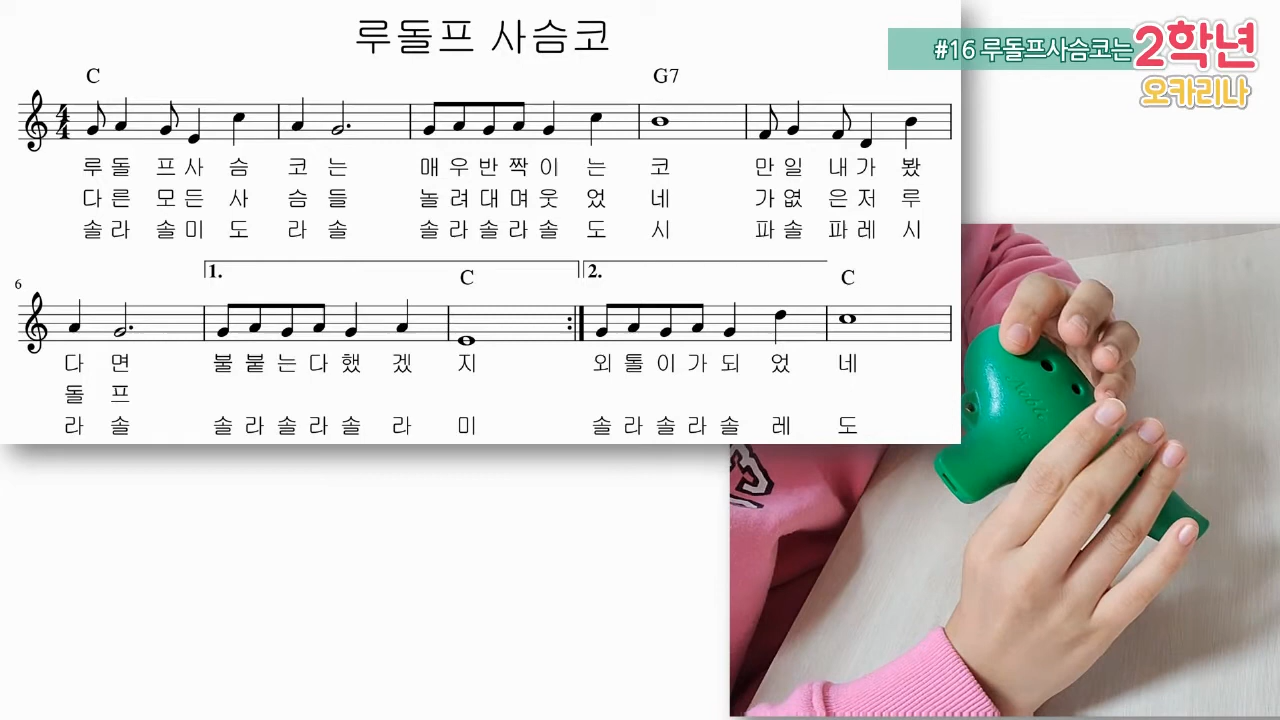 루돌프 사슴코
#16 루돌프사슴코는
2학년
오카리나
C G7
루 돌 프 사 슴 코 는 매 우 반 짝 이 는 코 만 일 내 가 봤
다 른 모 든 사 슴 들 놀 려 대 며 웃 었 네 가 엾 은 저 루
솔 라 솔 미 도 라 솔 솔 라 솔 라 솔 도 시 파 솔 파 레 시
6 1. C 2. C
다 면 불 붙 는 다 했 겠 지 외 톨 이 가 되 었 네
돌 프
라 솔 솔 라 솔 라 솔 라 미 솔 라 솔 라 솔 레 도